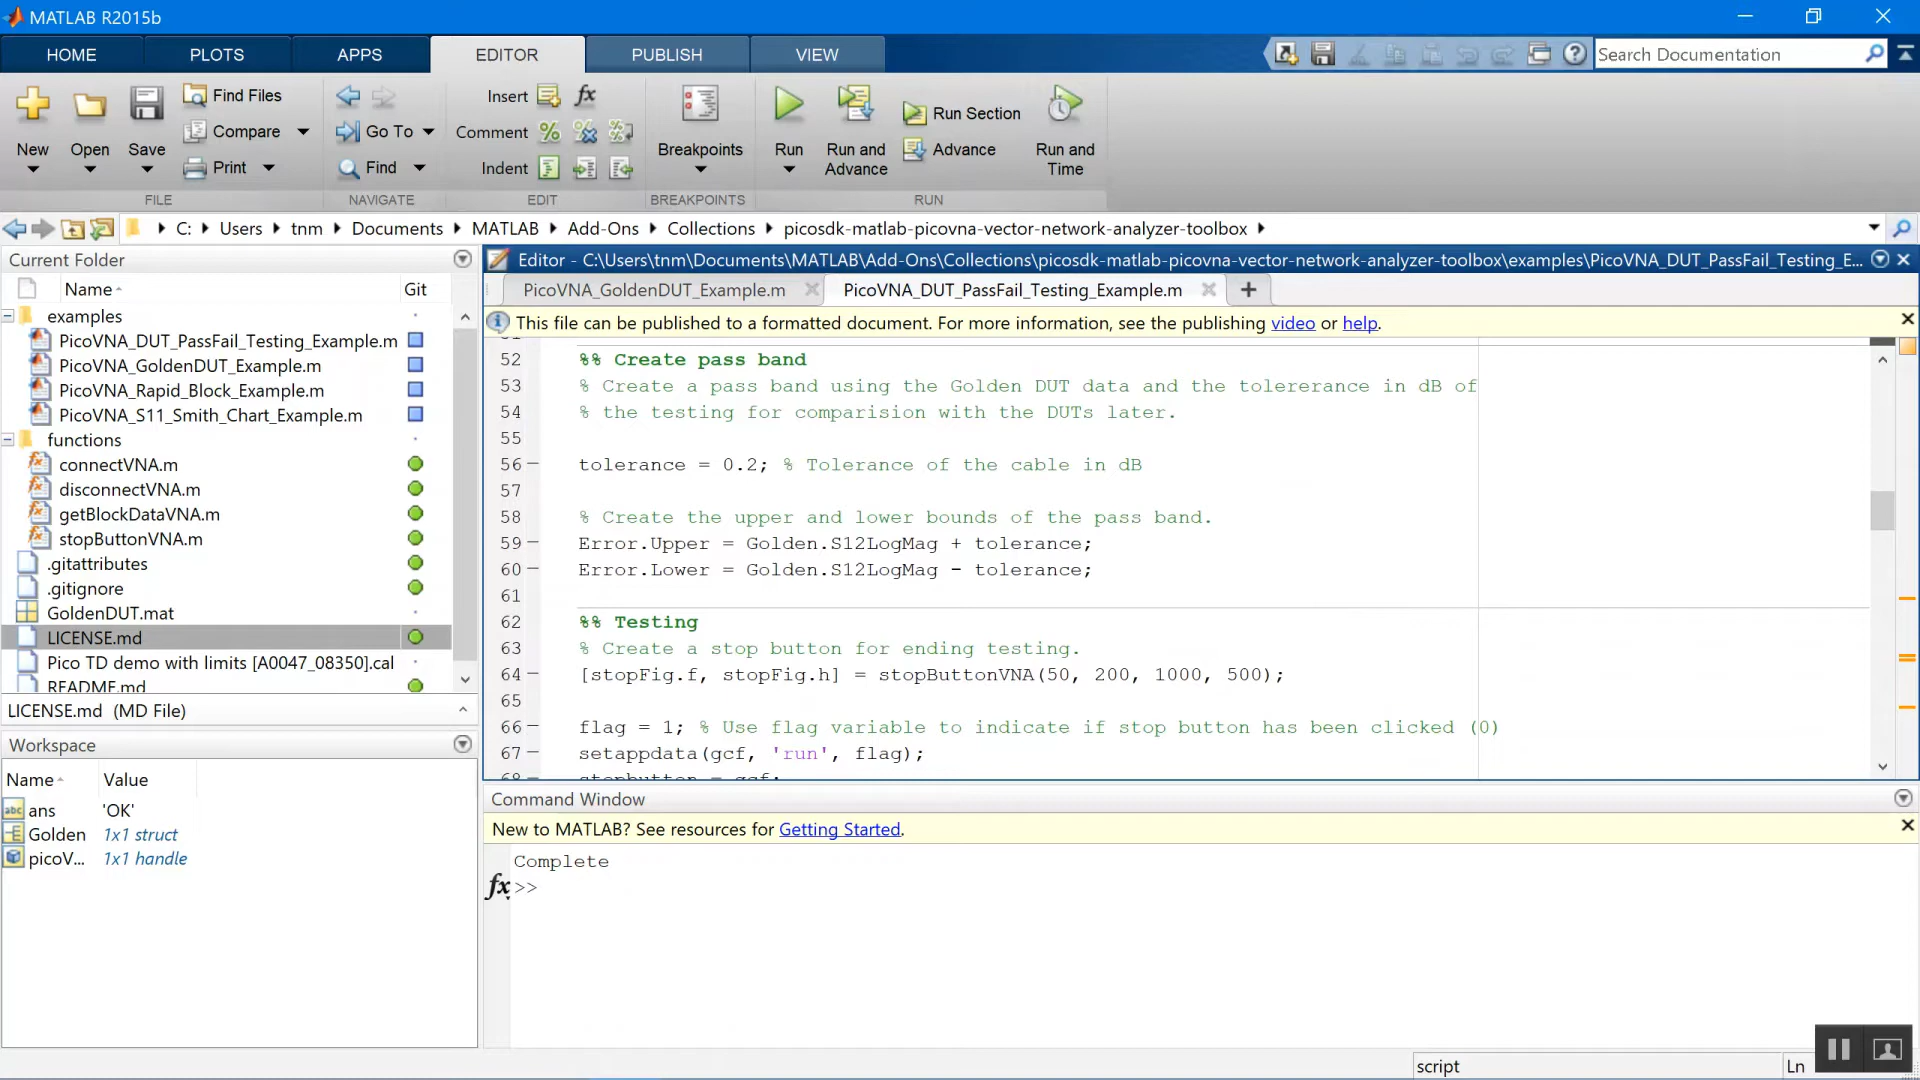 MATLAB R2015b
HOME PLOTS APPS EDITOR PUBLISH VIEW
Search Documentation
New
Open
Save
Find Files
Compare
Print
FILE
Go To
Find
NAVIGATE
Insert fx
Comment
Indent
EDIT
Breakpoints
BREAKPOINTS
Run
Run and Advance
Run Section
Advance
Run and Time
RUN
C: Users tnm Documents MATLAB Add-Ons Collections picosdk-matlab-picovna-vector-network-analyzer-toolbox
Current Folder
Name Git
examples
PicoVNA_DUT_PassFail_Testing_Example.m
PicoVNA_GoldenDUT_Example.m
PicoVNA_Rapid_Block_Example.m
PicoVNA_S11_Smith_Chart_Example.m
functions
connectVNA.m
disconnectVNA.m
getBlockDataVNA.m
stopButtonVNA.m
.gitattributes
.gitignore
GoldenDUT.mat
LICENSE.md
Pico TD demo with limits [A0047_08350].cal
README.md
LICENSE.md (MD File)
Workspace
Name Value
abc ans 'OK'
Golden 1x1 struct
picoV... 1x1 handle
Editor - C:\Users\tnm\Documents\MATLAB\Add-Ons\Collections\picosdk-matlab-picovna-vector-network-analyzer-toolbox\examples\PicoVNA_DUT_PassFail_Testing_E...
PicoVNA_GoldenDUT_Example.m PicoVNA_DUT_PassFail_Testing_Example.m
This file can be published to a formatted document. For more information, see the publishing video or help.
51
52 %% Create pass band
53 % Create a pass band using the Golden DUT data and the tolererance in dB of
54 % the testing for comparision with the DUTs later.
55
56 tolerance = 0.2; % Tolerance of the cable in dB
57
58 % Create the upper and lower bounds of the pass band.
59 Error.Upper = Golden.S12LogMag + tolerance;
60 Error.Lower = Golden.S12LogMag - tolerance;
61
62 %% Testing
63 % Create a stop button for ending testing.
64 [stopFig.f, stopFig.h] = stopButtonVNA(50, 200, 1000, 500);
65
66 flag = 1; % Use flag variable to indicate if stop button has been clicked (0)
67 setappdata(gcf, 'run', flag);
68 stopbutton = gcf;
Command Window
New to MATLAB? See resources for Getting Started.
Complete
fx >>
script
Ln